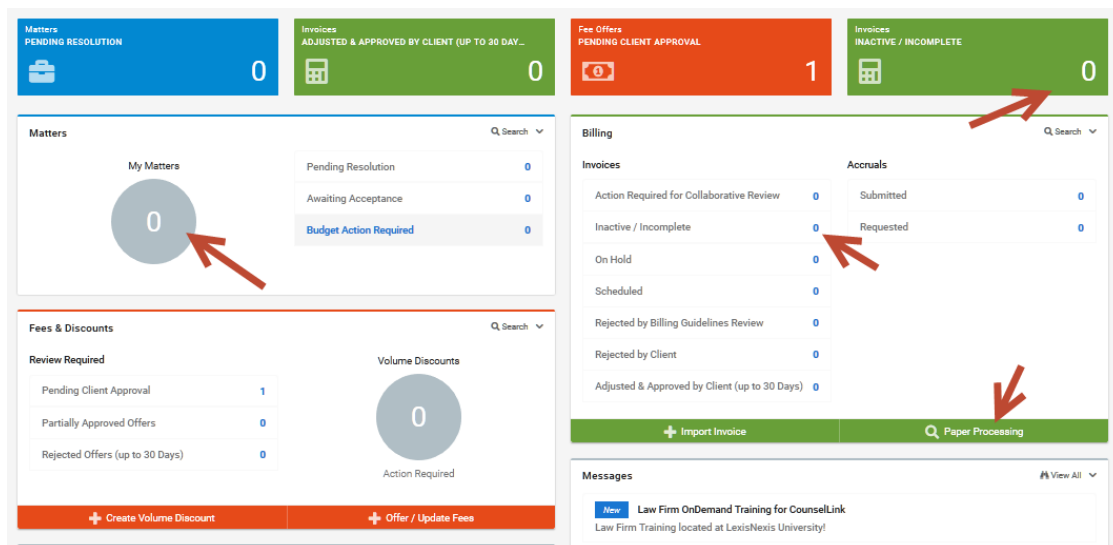 Matters
PENDING RESOLUTION
0
Invoices
ADJUSTED & APPROVED BY CLIENT (UP TO 30 DAY...
0
Fee Offers
PENDING CLIENT APPROVAL
1
Invoices
INACTIVE / INCOMPLETE
0
Matters
Search
My Matters
0
Pending Resolution 0
Awaiting Acceptance 0
Budget Action Required 0
Fees & Discounts
Search
Review Required
Pending Client Approval 1
Partially Approved Offers 0
Rejected Offers (up to 30 Days) 0
Volume Discounts
0
Action Required
Create Volume Discount
Offer / Update Fees
Billing
Search
Invoices
Action Required for Collaborative Review 0
Inactive / Incomplete 0
On Hold 0
Scheduled 0
Rejected by Billing Guidelines Review 0
Rejected by Client 0
Adjusted & Approved by Client (up to 30 Days) 0
Accruals
Submitted 0
Requested 0
Import Invoice
Paper Processing
Messages
View All
New Law Firm OnDemand Training for CounselLink
Law Firm Training located at LexisNexis University!